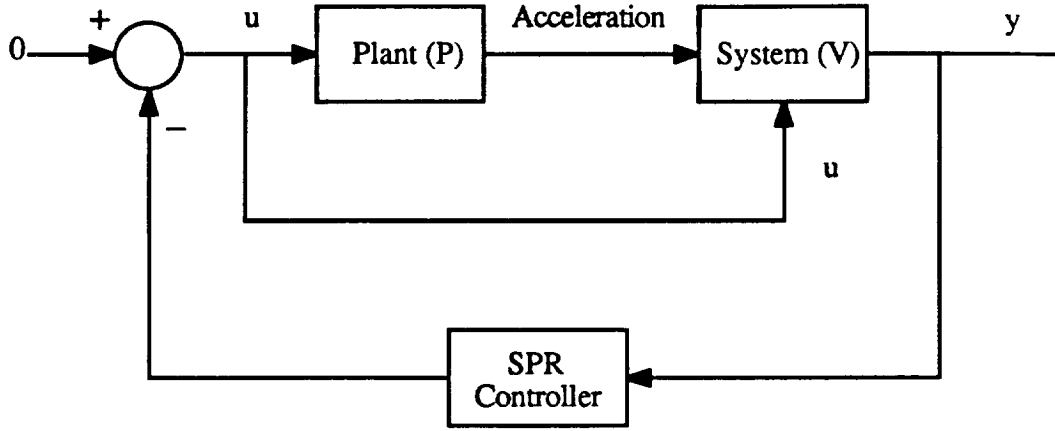 Acceleration
+
u
y
0
Plant (P)
System (V)
−
u
SPR
Controller